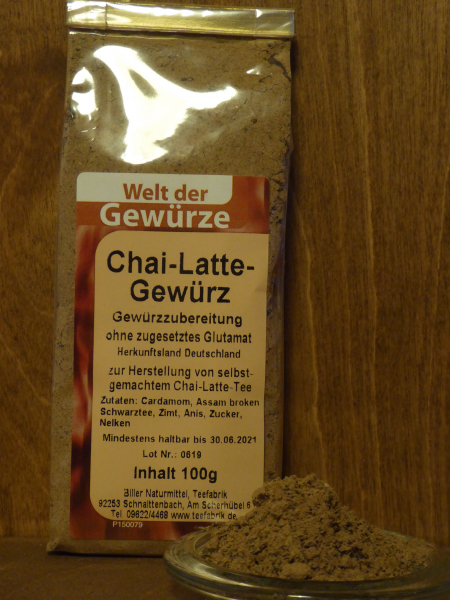 Welt der
Gewürze
Chai-Latte-
Gewürz
Gewürzzubereitung
ohne zugesetztes Glutamat
Herkunftsland Deutschland
zur Herstellung von selbst-
gemachtem Chai-Latte-Tee
Zutaten: Cardamom, Assam broken
Schwarztee, Zimt, Anis, Zucker,
Nelken
Mindestens haltbar bis 30.06.2021
Lot Nr.: 0619
Inhalt 100g
Biller Naturmittel, Teefabrik
92253 Schnaittenbach, Am Scherhübel 6
Tel. 09622/4468 www.teefabrik.de
P150079